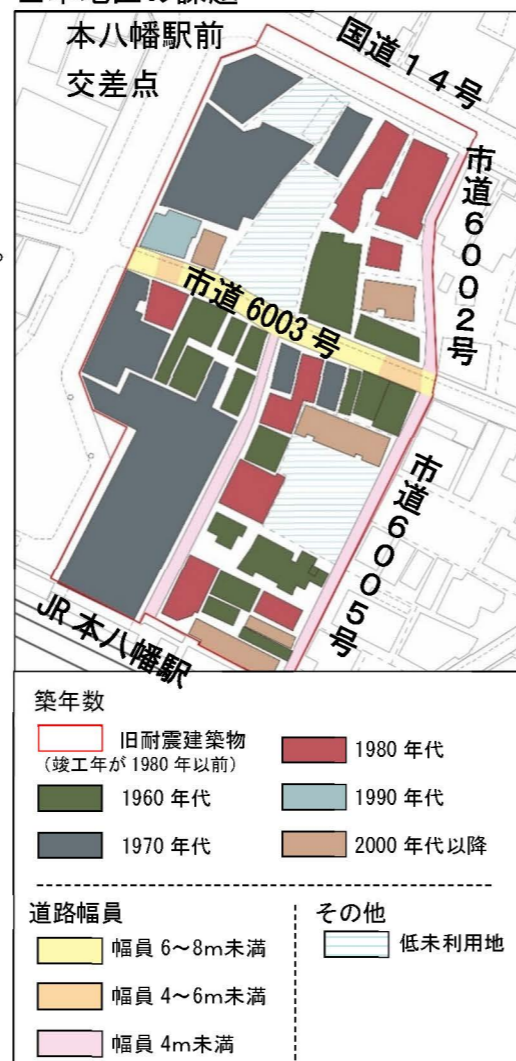 本八幡駅前
交差点
国道14号
市道6002号
市道6003号
市道6005号
JR本八幡駅
築年数
旧耐震建築物
(竣工年が1980年以前)
1960年代
1970年代
1980年代
1990年代
2000年代以降
道路幅員
幅員 6～8m未満
幅員 4～6m未満
幅員 4m未満
その他
低未利用地